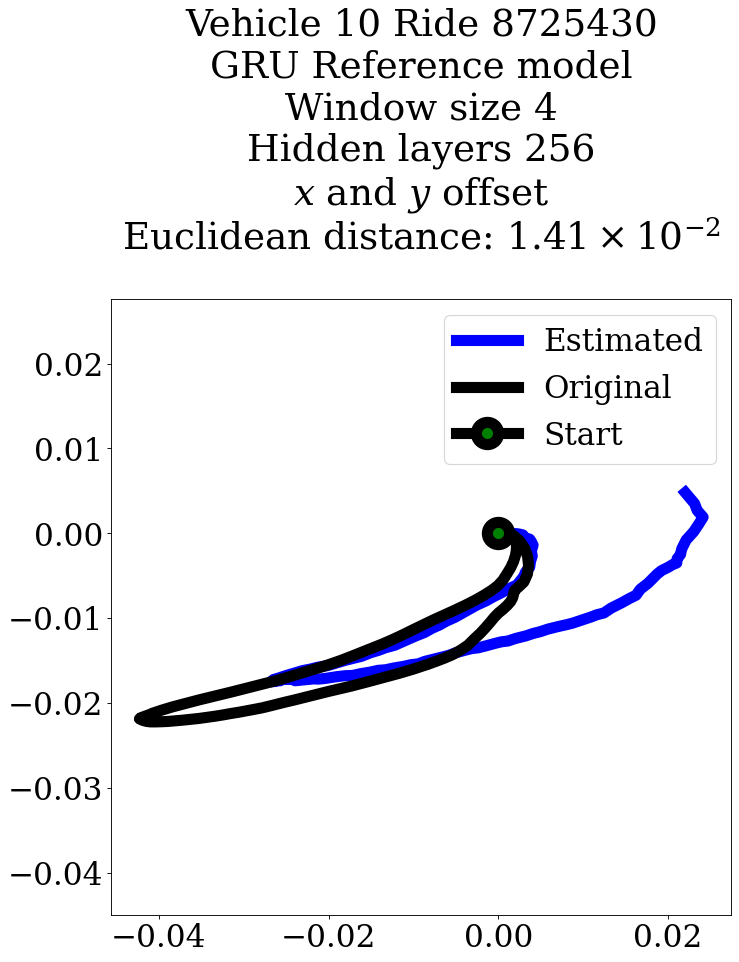 Vehicle 10 Ride 8725430
GRU Reference model
Window size 4
Hidden layers 256
x and y offset
Euclidean distance: 1.41 × 10⁻²
Estimated
Original
Start
0.02
0.01
0.00
−0.01
−0.02
−0.03
−0.04
−0.04 −0.02 0.00 0.02